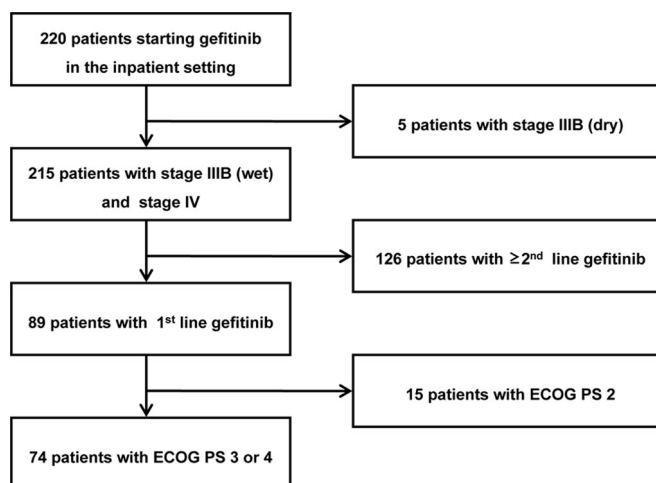 220 patients starting gefitinib
in the inpatient setting
5 patients with stage IIIB (dry)
215 patients with stage IIIB (wet)
and stage IV
126 patients with ≥2nd line gefitinib
89 patients with 1st line gefitinib
15 patients with ECOG PS 2
74 patients with ECOG PS 3 or 4